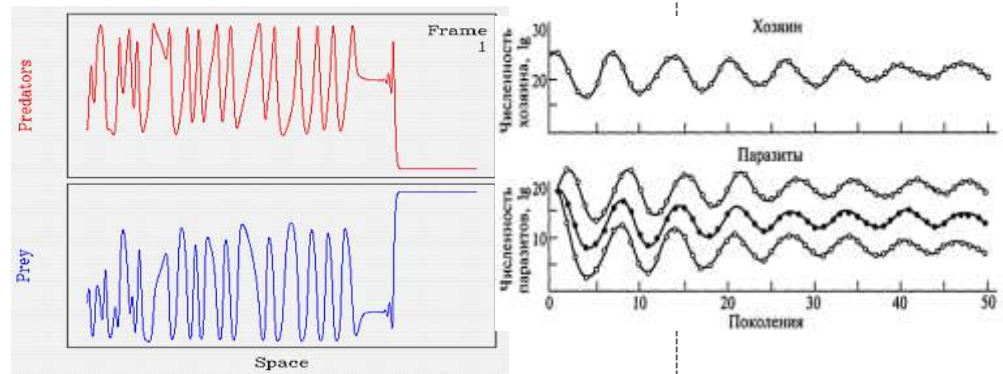 Frame
1
Predators
Prey
Space
Хозяин
Численность
хозяина, lg
30
20
Паразиты
Численность
паразитов, lg
20
10
0
10
20
30
40
50
Поколения